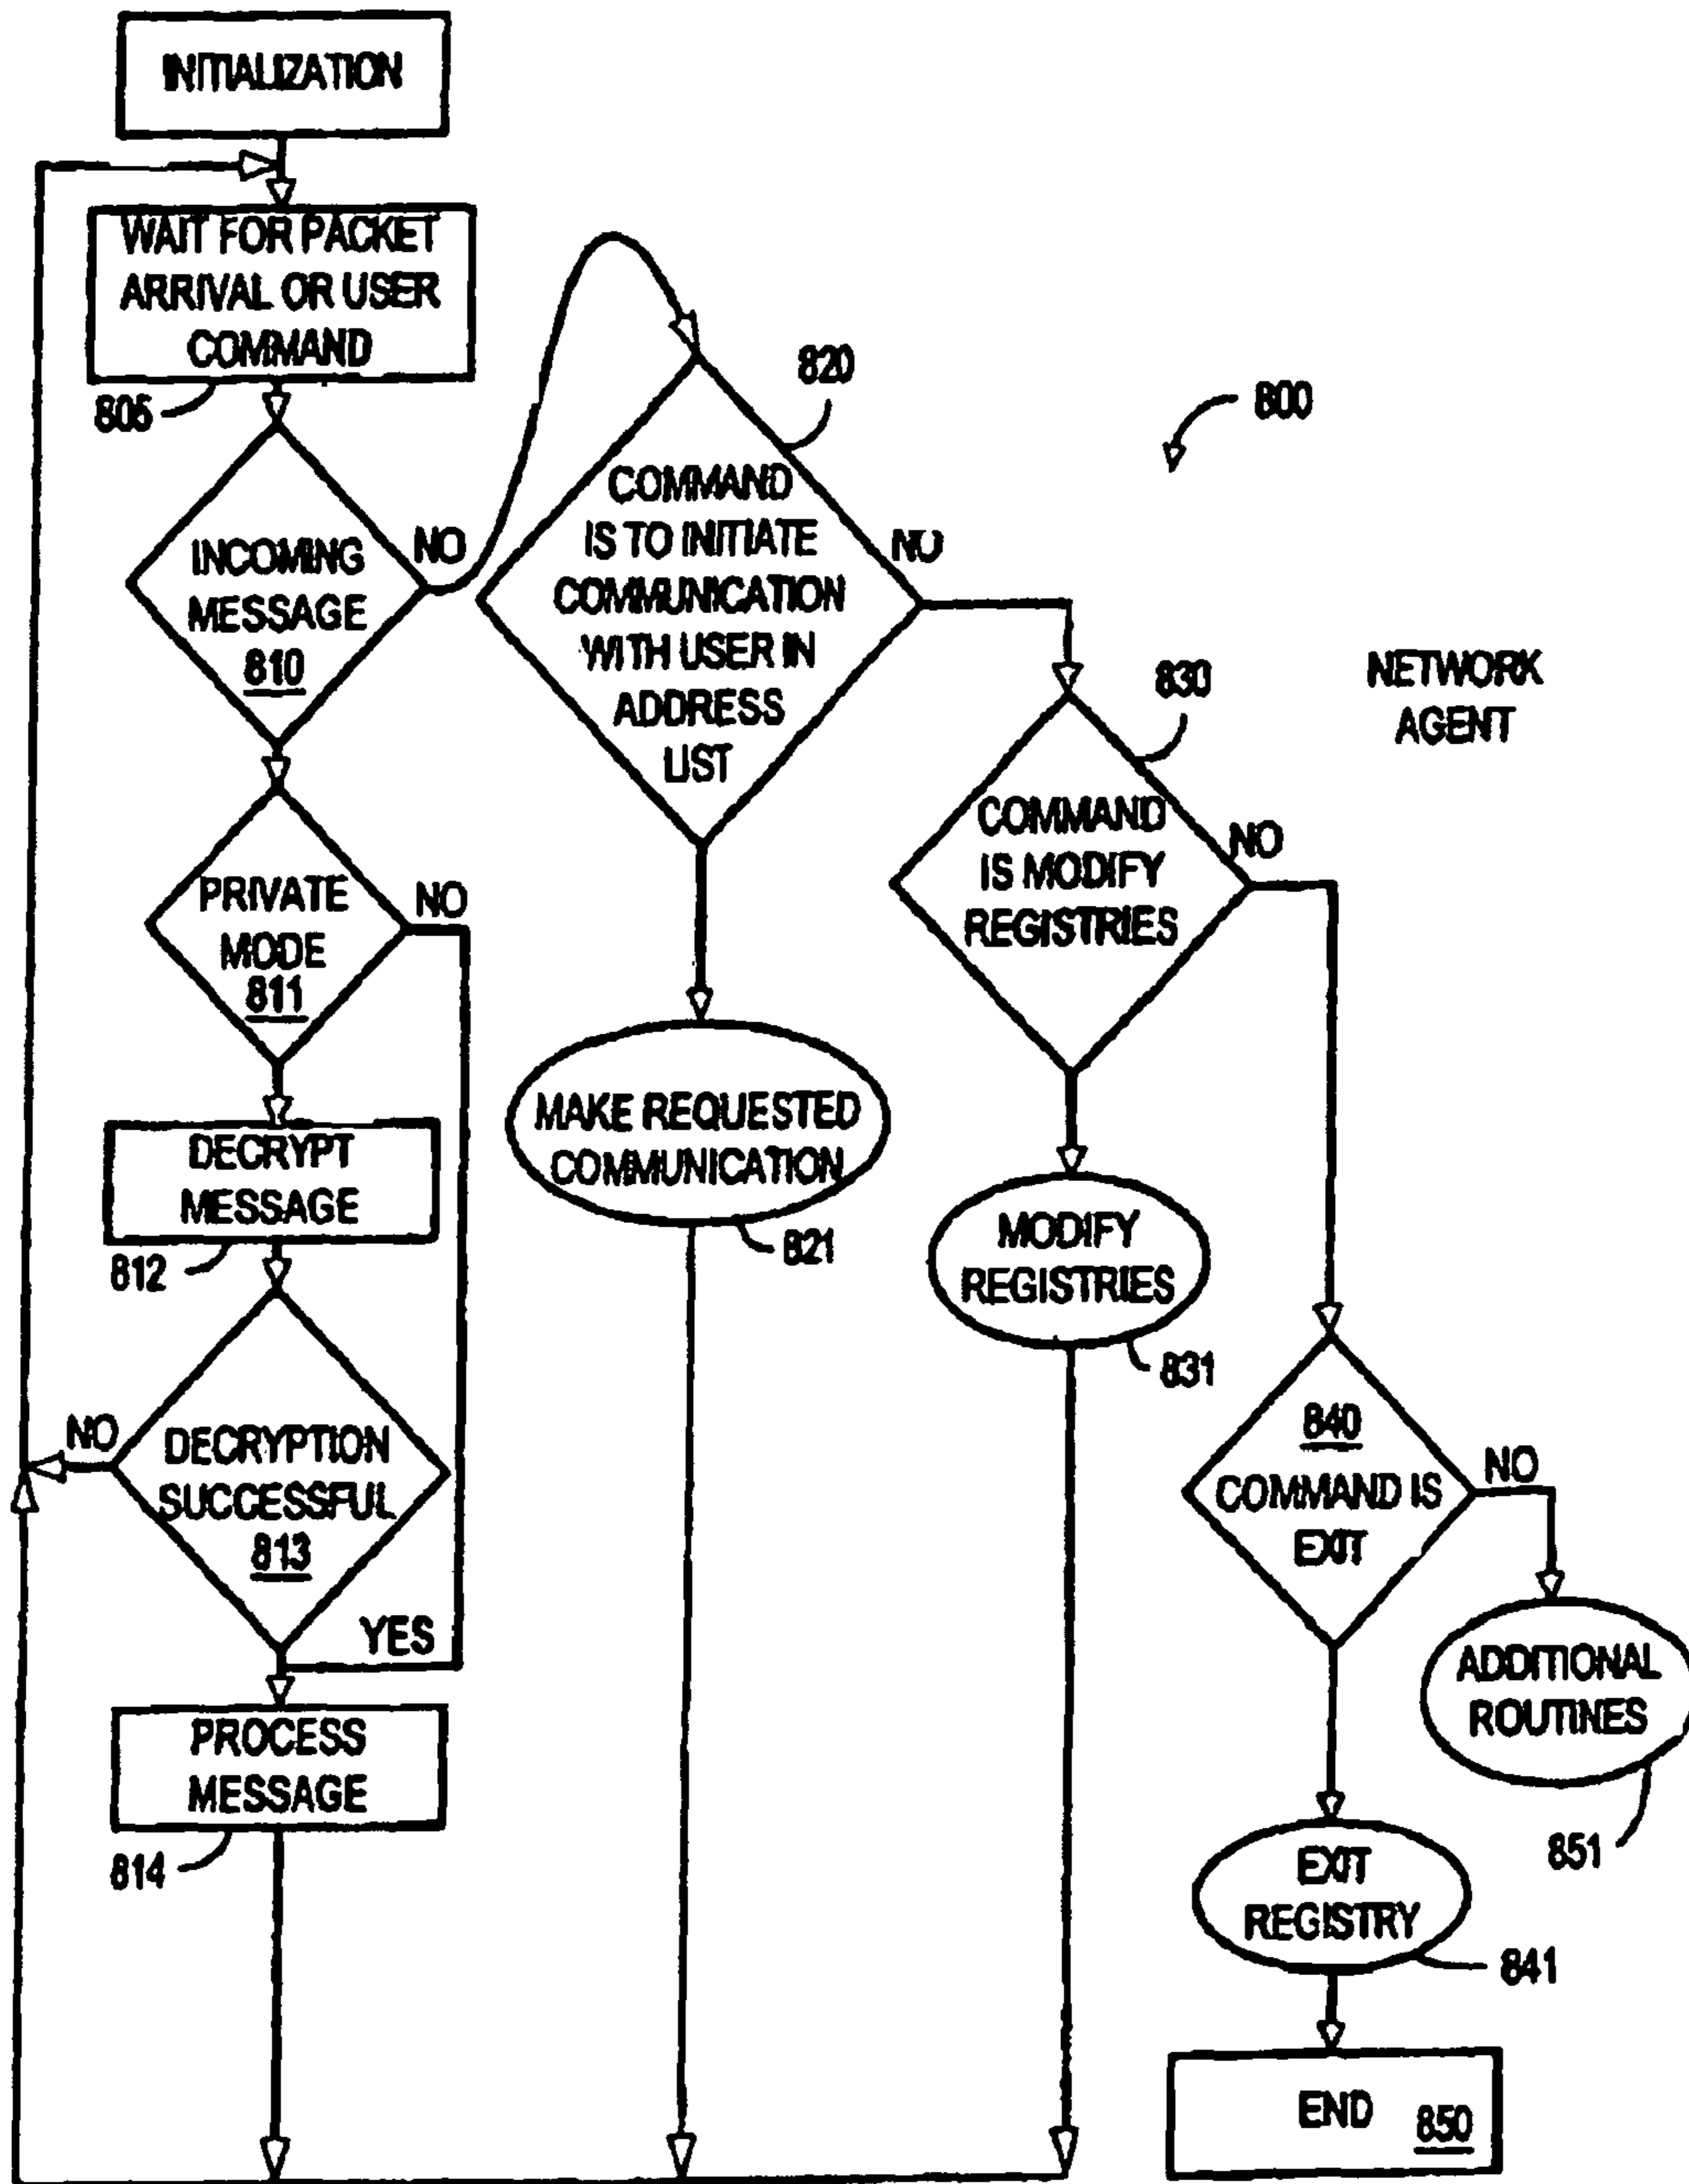 INITIALIZATION
WAIT FOR PACKET
ARRIVAL OR USER
COMMAND
805
INCOMING
MESSAGE
810
NO
PRIVATE
MODE
811
NO
DECRYPT
MESSAGE
812
NO
DECRYPTION
SUCCESSFUL
813
YES
PROCESS
MESSAGE
814
820
COMMAND
IS TO INITIATE
COMMUNICATION
WITH USER IN
ADDRESS
LIST
NO
MAKE REQUESTED
COMMUNICATION
821
800
NETWORK
AGENT
830
COMMAND
IS MODIFY
REGISTRIES
NO
MODIFY
REGISTRIES
831
840
COMMAND IS
EXIT
NO
ADDITIONAL
ROUTINES
851
EXIT
REGISTRY
841
END 850